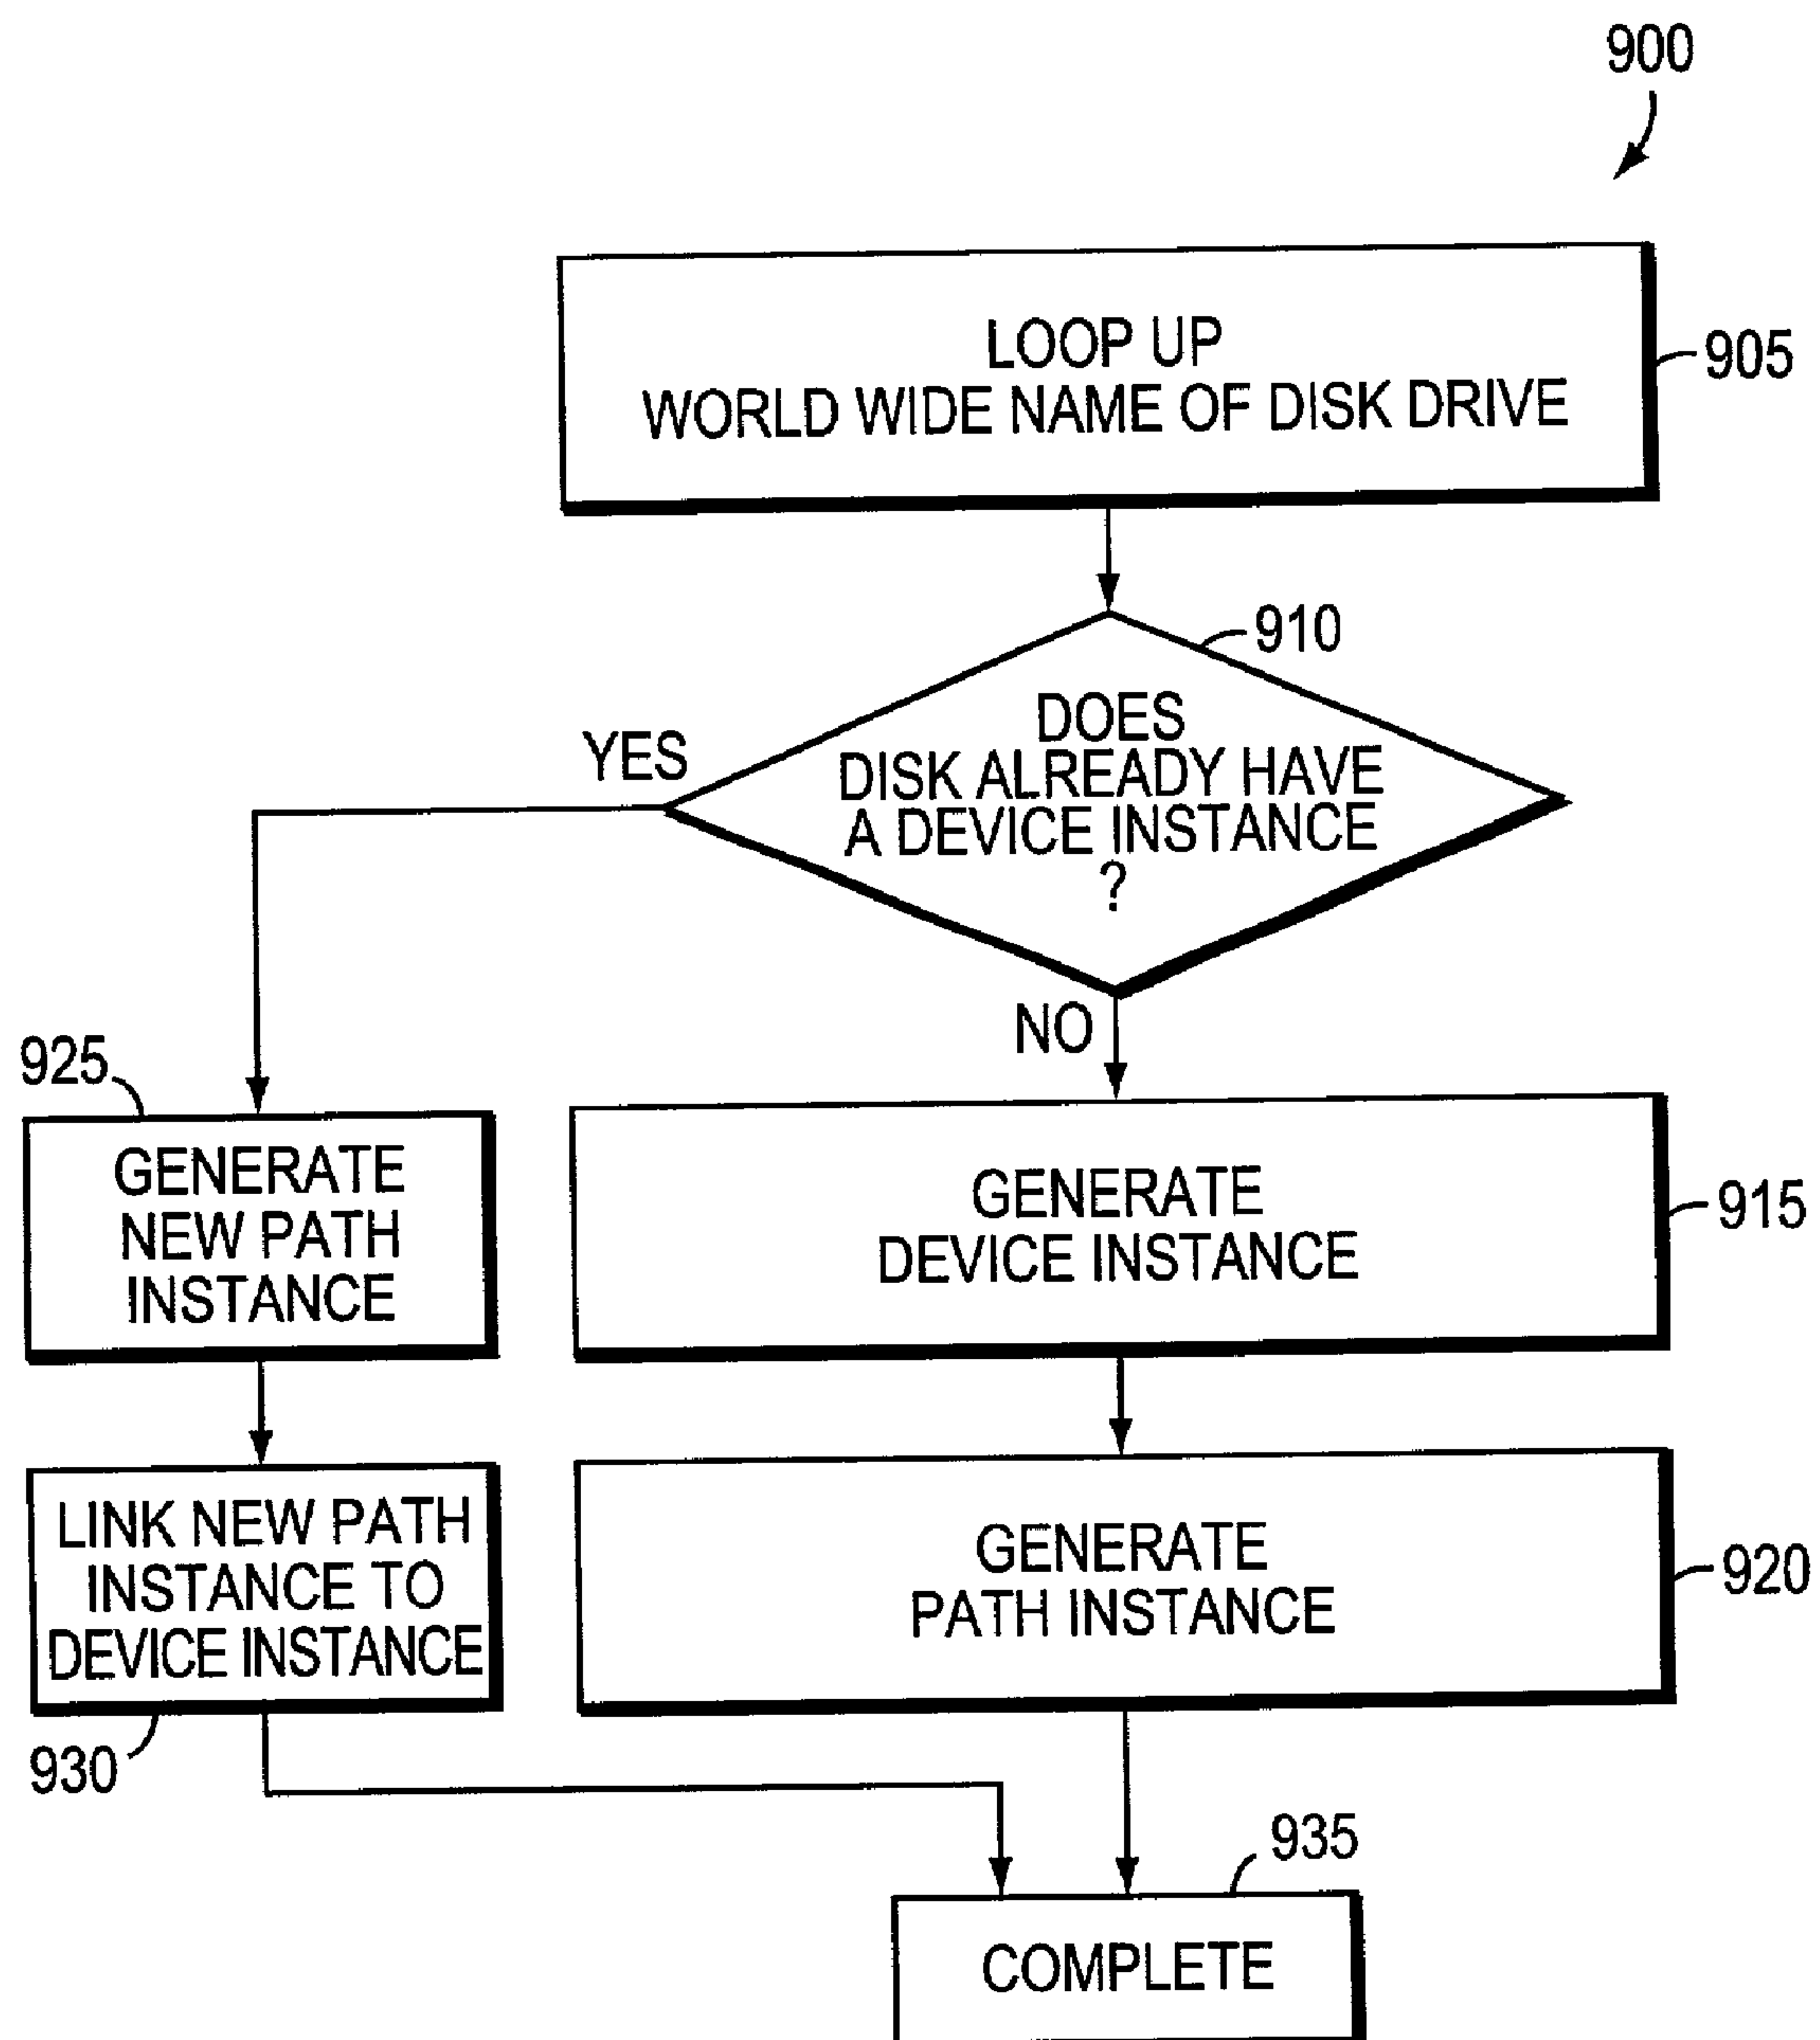 900
LOOP UP
WORLD WIDE NAME OF DISK DRIVE
905
910
DOES
DISK ALREADY HAVE
A DEVICE INSTANCE
?
YES
NO
925
GENERATE
NEW PATH
INSTANCE
GENERATE
DEVICE INSTANCE
915
LINK NEW PATH
INSTANCE TO
DEVICE INSTANCE
930
GENERATE
PATH INSTANCE
920
935
COMPLETE